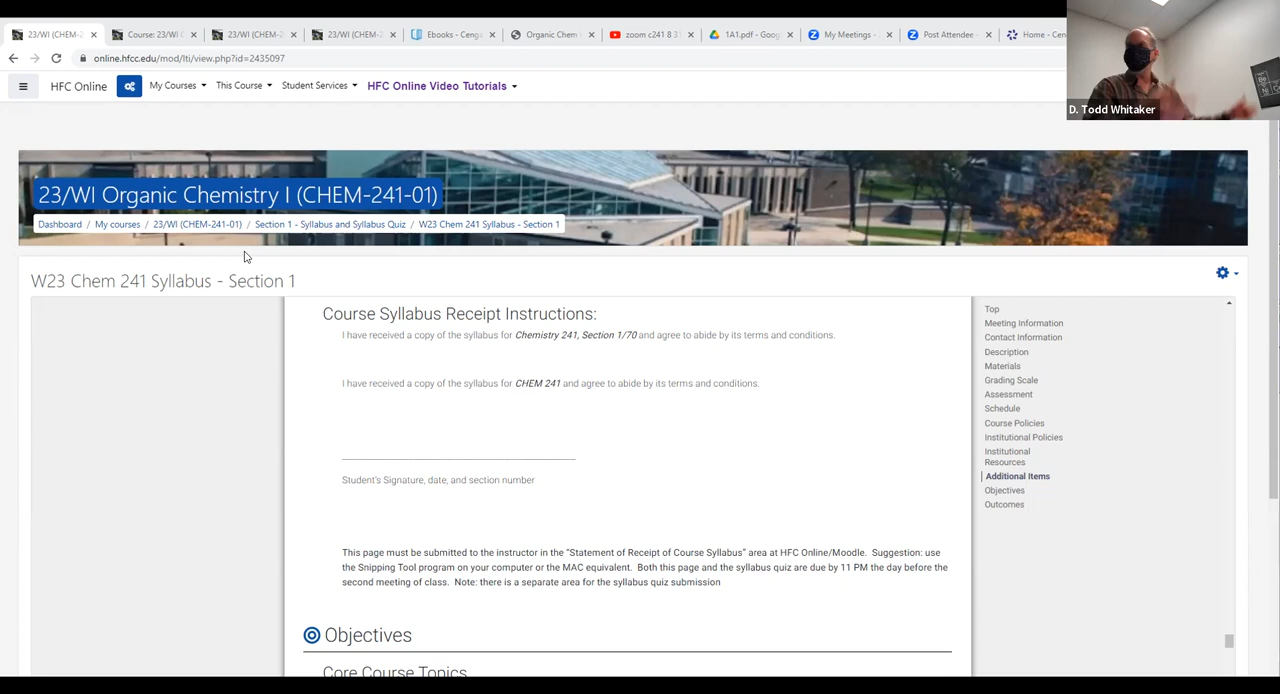 23/WI (CHEM-2
Course: 23/WI (C
23/WI (CHEM-2
23/WI (CHEM-2
Ebooks - Cenga
Organic Chem I
zoom c241 8 31
1A1.pdf - Goog
My Meetings -
Post Attendee -
Home - Cen
online.hfcc.edu/mod/lti/view.php?id=2435097
HFC Online
My Courses
This Course
Student Services
HFC Online Video Tutorials
D. Todd Whitaker
Be
Ni
23/WI Organic Chemistry I (CHEM-241-01)
Dashboard / My courses / 23/WI (CHEM-241-01) / Section 1 - Syllabus and Syllabus Quiz / W23 Chem 241 Syllabus - Section 1
W23 Chem 241 Syllabus - Section 1
Course Syllabus Receipt Instructions:
I have received a copy of the syllabus for Chemistry 241, Section 1/70 and agree to abide by its terms and conditions.
I have received a copy of the syllabus for CHEM 241 and agree to abide by its terms and conditions.
Student's Signature, date, and section number
This page must be submitted to the instructor in the “Statement of Receipt of Course Syllabus” area at HFC Online/Moodle. Suggestion: use
the Snipping Tool program on your computer or the MAC equivalent. Both this page and the syllabus quiz are due by 11 PM the day before the
second meeting of class. Note: there is a separate area for the syllabus quiz submission
Objectives
Core Course Topics
Top
Meeting Information
Contact Information
Description
Materials
Grading Scale
Assessment
Schedule
Course Policies
Institutional Policies
Institutional
Resources
Additional Items
Objectives
Outcomes